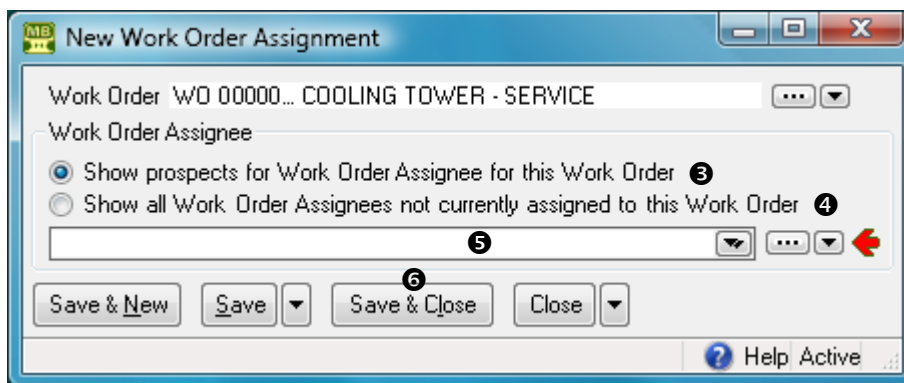 MB
New Work Order Assignment
Work Order WO 00000... COOLING TOWER - SERVICE
Work Order Assignee
Show prospects for Work Order Assignee for this Work Order ❸
Show all Work Order Assignees not currently assigned to this Work Order ❹
❺
❻
Save & New Save Save & Close Close
Help Active